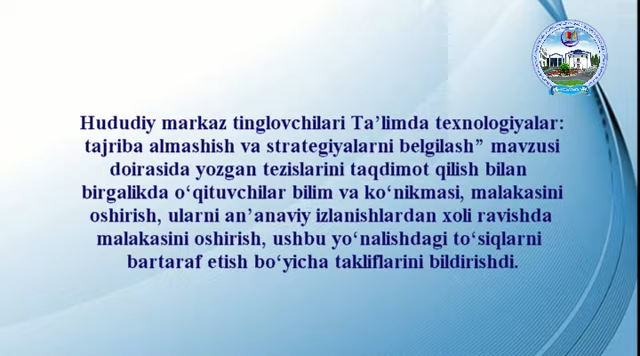 Hududiy markaz tinglovchilari Ta’limda texnologiyalar:
tajriba almashish va strategiyalarni belgilash” mavzusi
doirasida yozgan tezislarini taqdimot qilish bilan
birgalikda o‘qituvchilar bilim va ko‘nikmasi, malakasini
oshirish, ularni an’anaviy izlanishlardan xoli ravishda
malakasini oshirish, ushbu yo‘nalishdagi to‘siqlarni
bartaraf etish bo‘yicha takliflarini bildirishdi.